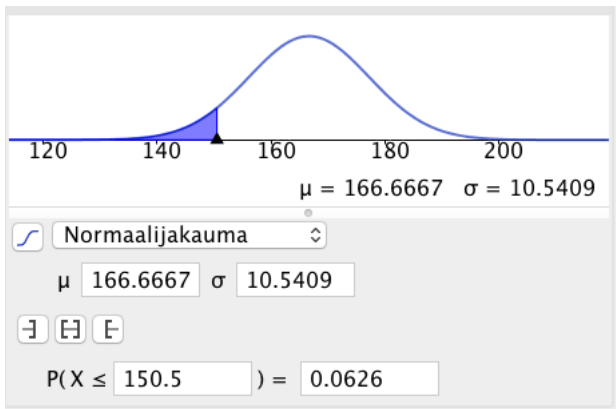 120 140 160 180 200
μ = 166.6667 σ = 10.5409
Normaalijakauma
μ 166.6667 σ 10.5409
P( X ≤ 150.5 ) = 0.0626